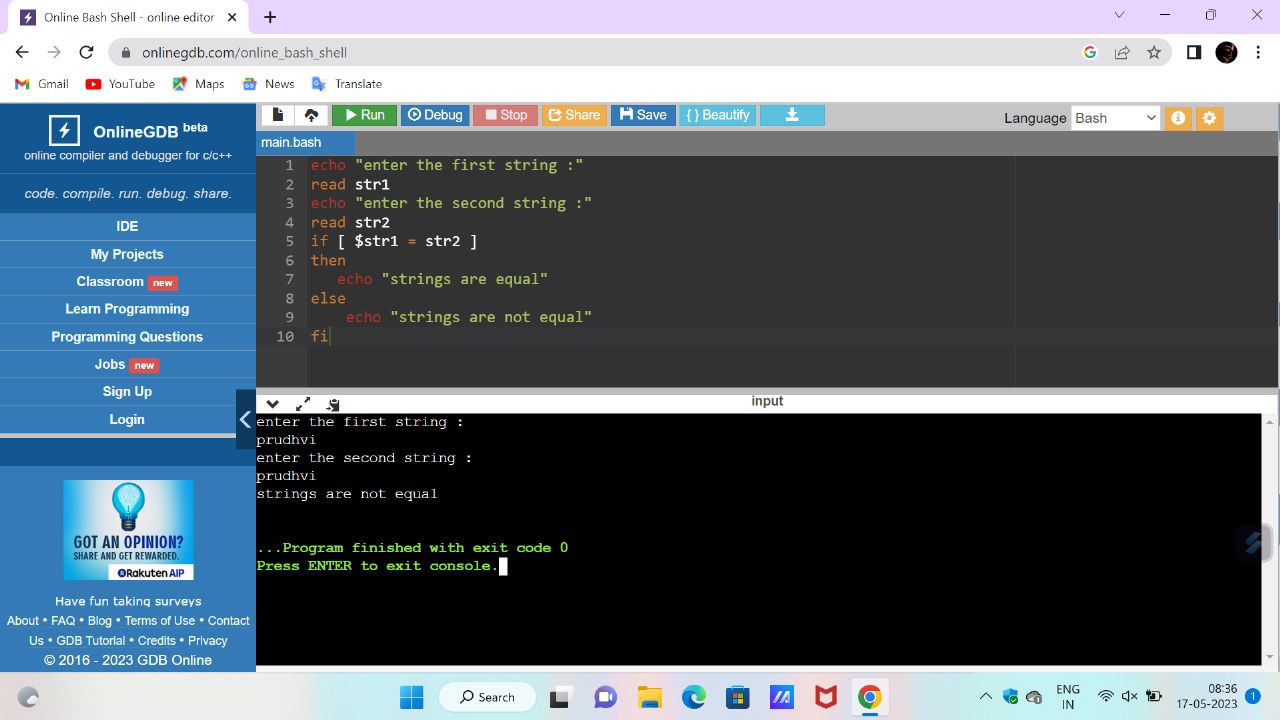 Online Bash Shell - online editor
onlinegdb.com/online_bash_shell
Gmail YouTube Maps News Translate
OnlineGDB beta
online compiler and debugger for c/c++
code. compile. run. debug. share.
IDE
My Projects
Classroom new
Learn Programming
Programming Questions
Jobs new
Sign Up
Login
GOT AN OPINION?
SHARE AND GET REWARDED.
Rakuten AIP
Have fun taking surveys
About • FAQ • Blog • Terms of Use • Contact
Us • GDB Tutorial • Credits • Privacy
© 2016 - 2023 GDB Online
Run Debug Stop Share Save { } Beautify
Language Bash
main.bash
1 echo "enter the first string :"
2 read str1
3 echo "enter the second string :"
4 read str2
5 if [ $str1 = str2 ]
6 then
7 echo "strings are equal"
8 else
9 echo "strings are not equal"
10 fi
input
enter the first string :
prudhvi
enter the second string :
prudhvi
strings are not equal
...Program finished with exit code 0
Press ENTER to exit console.
Search
ENG
IN
08:36
17-05-2023
1